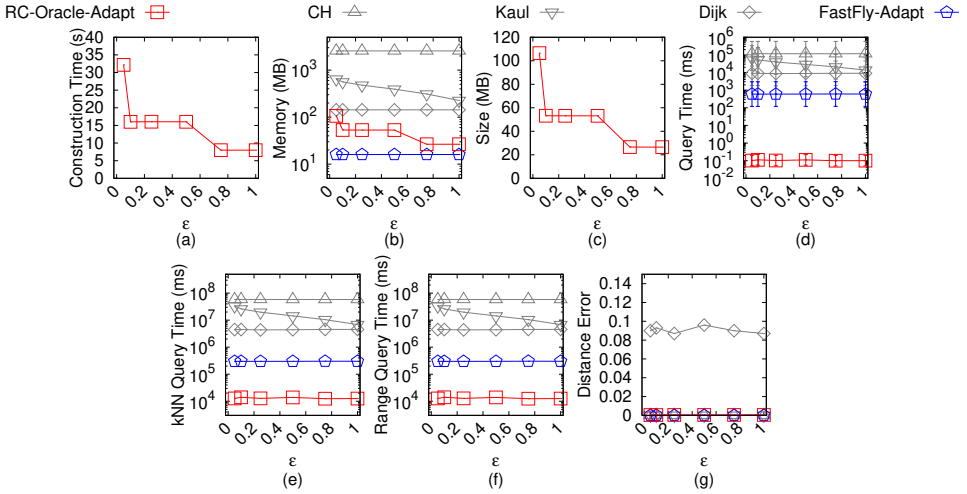 RC-Oracle-Adapt CH Kaul Dijk FastFly-Adapt
Construction Time (s)
40
35
30
25
20
15
10
5
0
0 0.2 0.4 0.6 0.8 1
ε
(a)
Memory (MB)
10^3
10^2
10^1
0 0.2 0.4 0.6 0.8 1
ε
(b)
Size (MB)
120
100
80
60
40
20
0
0 0.2 0.4 0.6 0.8 1
ε
(c)
Query Time (ms)
10^6
10^5
10^4
10^3
10^2
10^1
10^0
10^-1
10^-2
0 0.2 0.4 0.6 0.8 1
ε
(d)
kNN Query Time (ms)
10^8
10^7
10^6
10^5
10^4
0 0.2 0.4 0.6 0.8 1
ε
(e)
Range Query Time (ms)
10^8
10^7
10^6
10^5
10^4
0 0.2 0.4 0.6 0.8 1
ε
(f)
Distance Error
0.14
0.12
0.1
0.08
0.06
0.04
0.02
0
0 0.2 0.4 0.6 0.8 1
ε
(g)